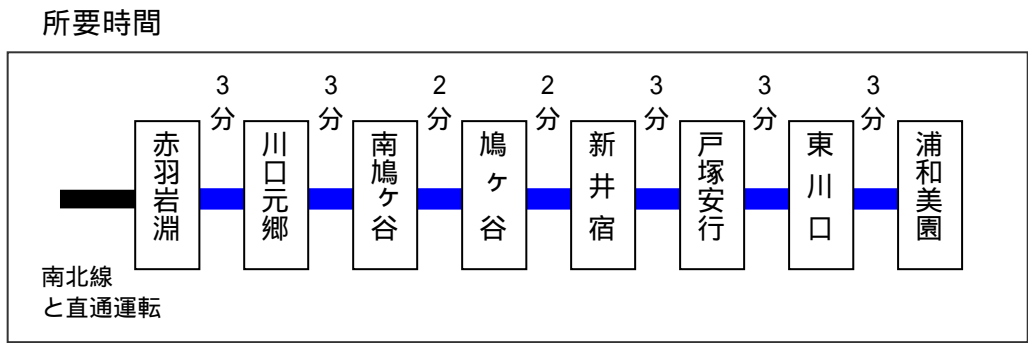 所要時間
3分
3分
2分
2分
3分
3分
3分
赤羽岩淵
川口元郷
南鳩ヶ谷
鳩ヶ谷
新井宿
戸塚安行
東川口
浦和美園
南北線
と直通運転